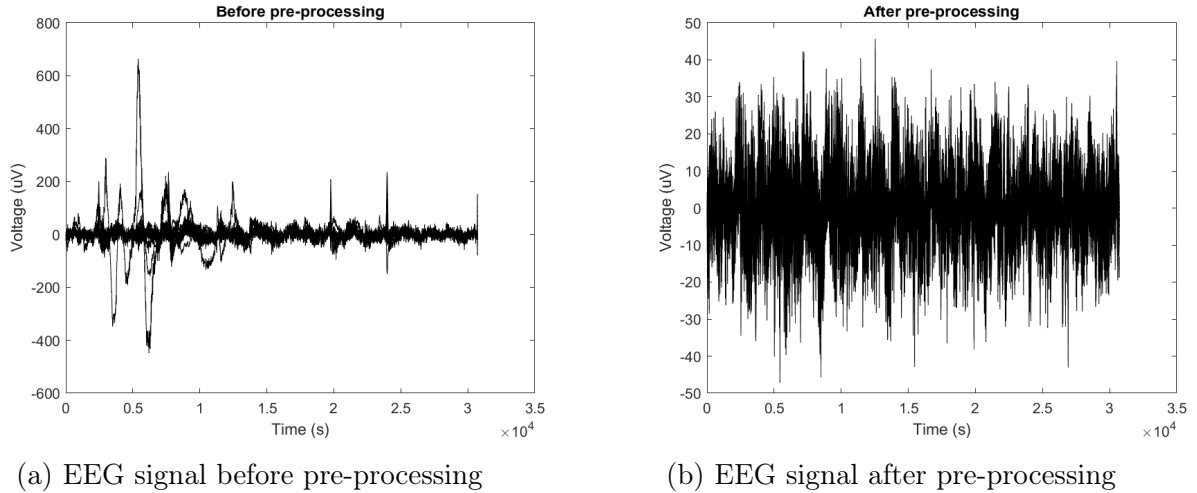 Before pre-processing
800
600
400
200
0
-200
-400
-600
Voltage (uV)
0 0.5 1 1.5 2 2.5 3 3.5
Time (s)
×10^4
(a) EEG signal before pre-processing
After pre-processing
50
40
30
20
10
0
-10
-20
-30
-40
-50
Voltage (uV)
0 0.5 1 1.5 2 2.5 3 3.5
Time (s)
×10^4
(b) EEG signal after pre-processing